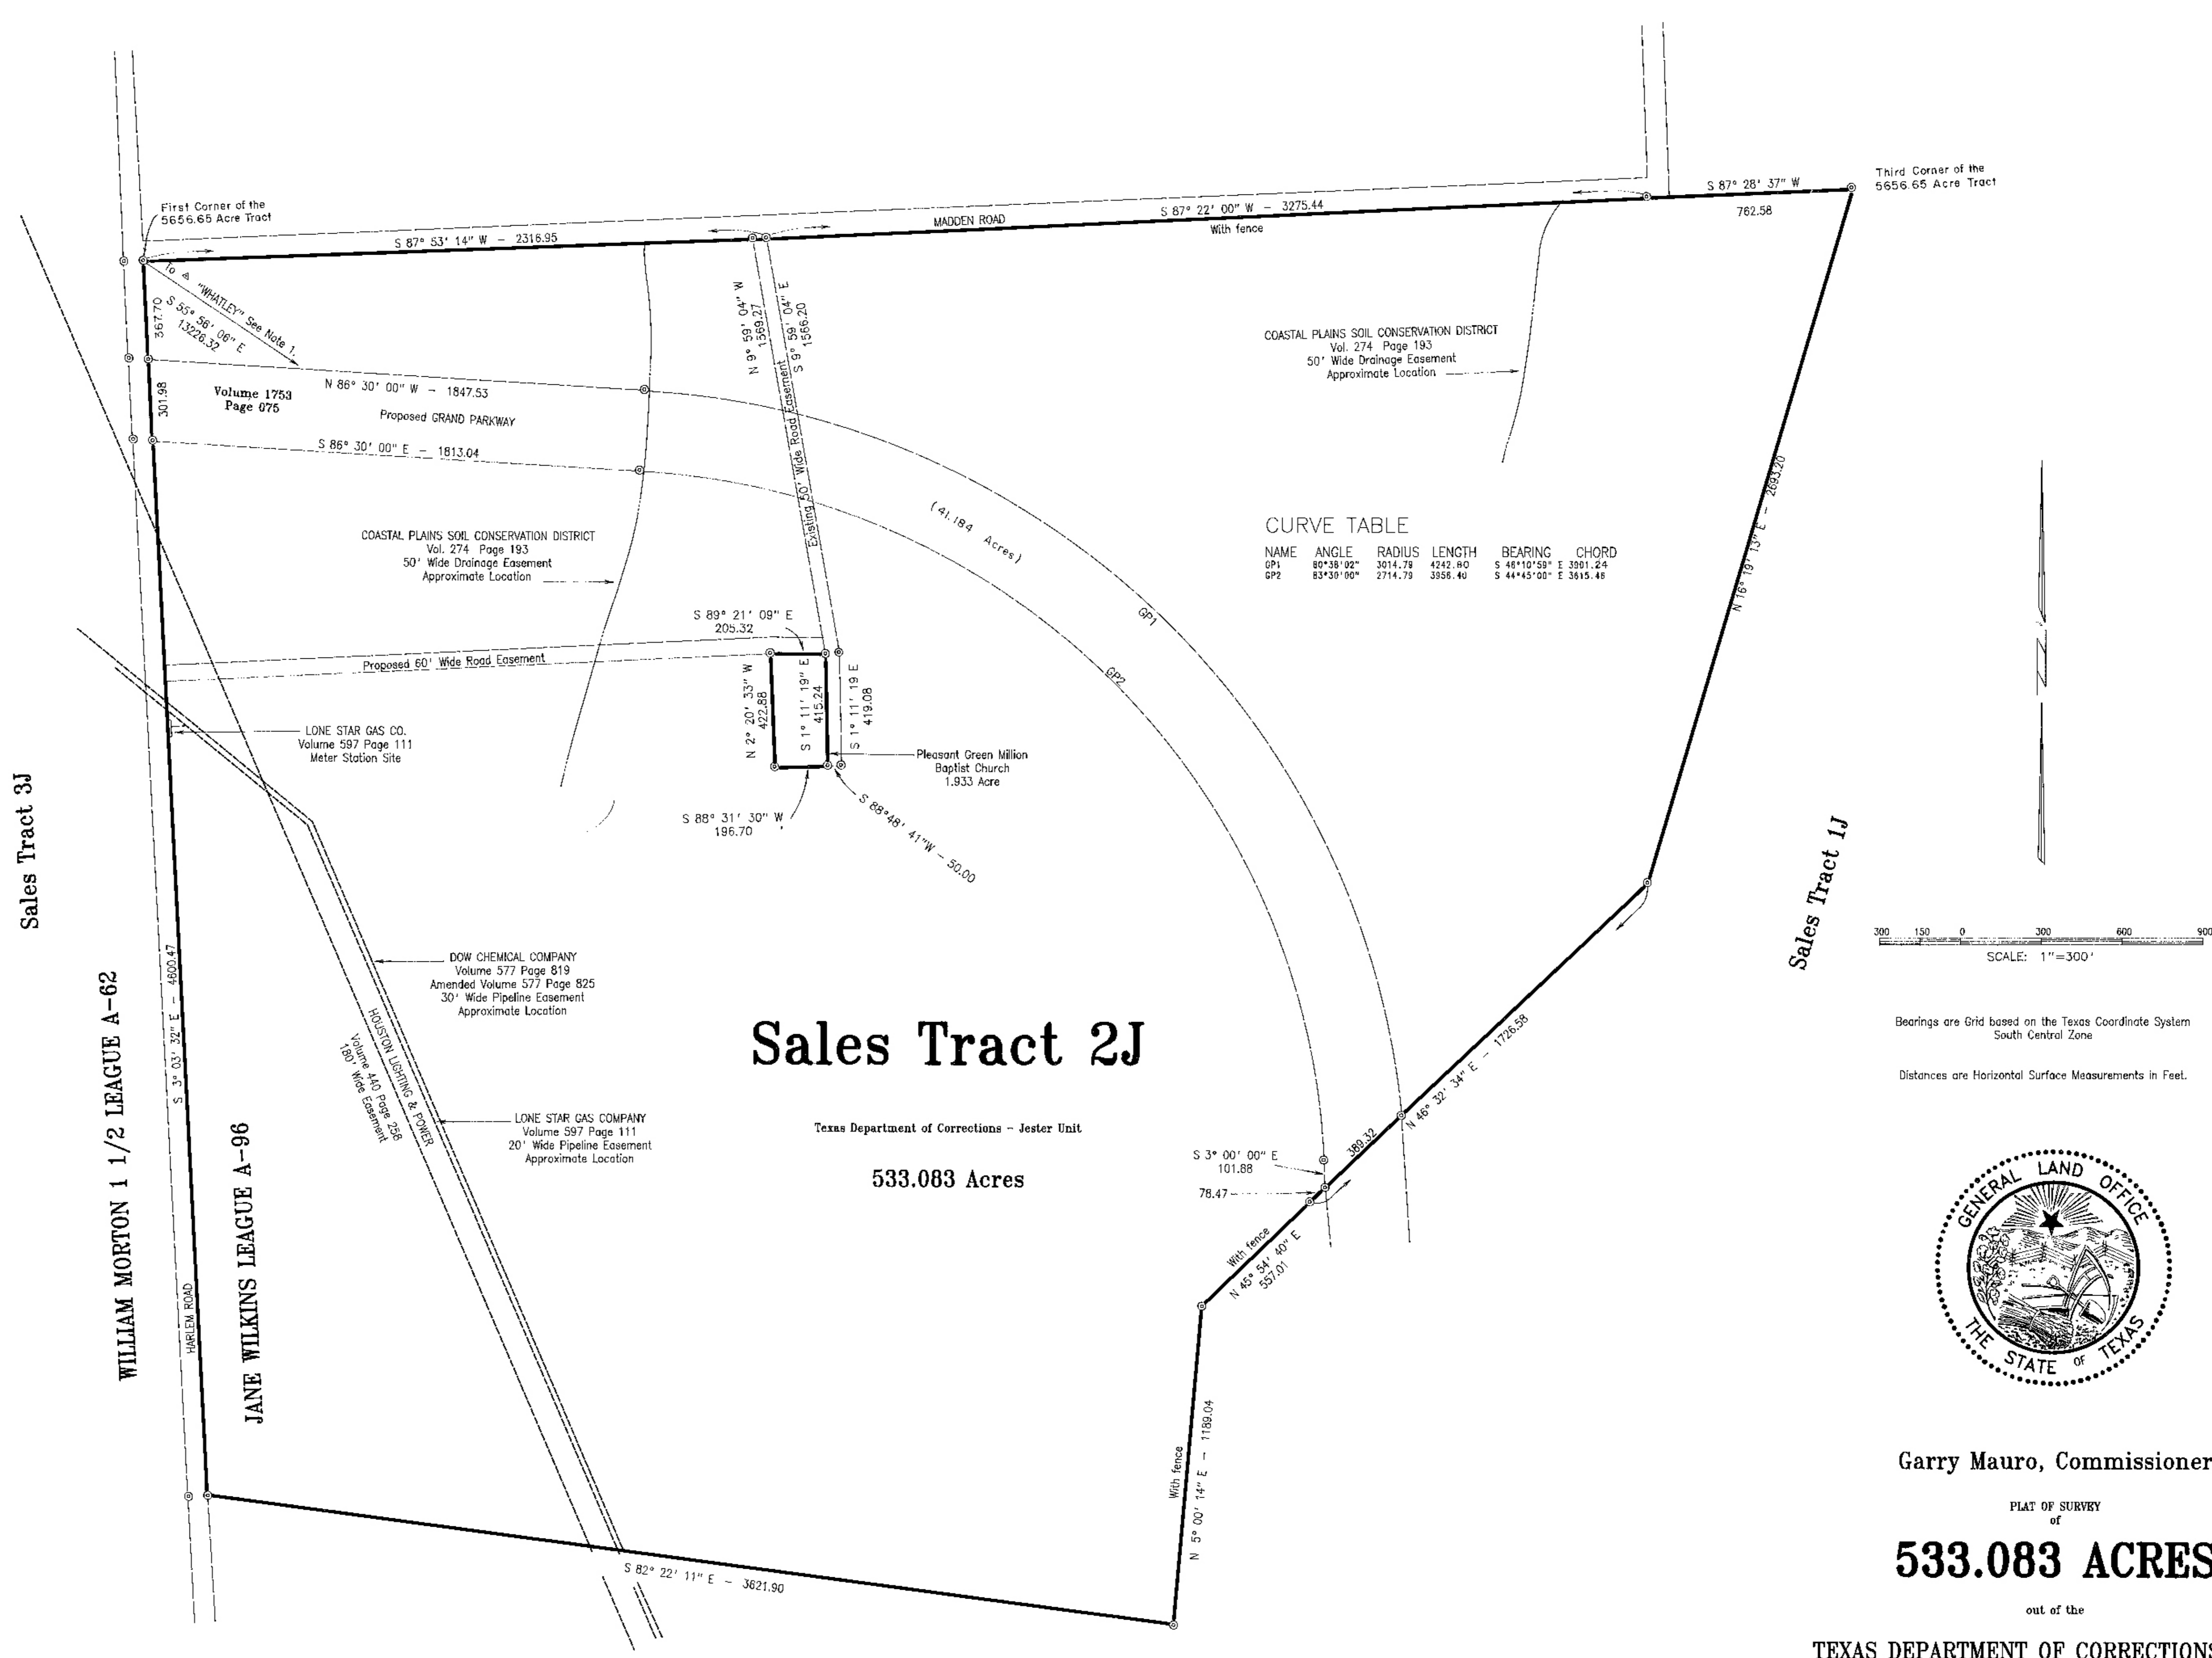 First Corner of the
5656.65 Acre Tract
S 87° 53' 14" W - 2316.95
MADDEN ROAD
S 87° 22' 00" W - 3275.44
With fence
S 87° 28' 37" W
762.58
Third Corner of the
5656.65 Acre Tract
To
"WHATLEY" See Note 1.
S 55° 56' 06" E
13226.32
367.70
301.98
N 86° 30' 00" W - 1847.53
Volume 1753
Page 075
Proposed GRAND PARKWAY
S 86° 30' 00" E - 1813.04
N 9° 59' 04" W
1569.27
S 9° 59' 04" E
1566.20
Existing 50' Wide Road Easement
COASTAL PLAINS SOIL CONSERVATION DISTRICT
Vol. 274 Page 193
50' Wide Drainage Easement
Approximate Location
(41.184 Acres)
COASTAL PLAINS SOIL CONSERVATION DISTRICT
Vol. 274 Page 193
50' Wide Drainage Easement
Approximate Location
CURVE TABLE
NAME ANGLE RADIUS LENGTH BEARING CHORD
GP1 80°38'02" 3014.79 4242.80 S 46°10'59" E 3901.24
GP2 83°30'00" 2714.79 3956.40 S 44°45'00" E 3615.46
N 16° 19' 13" E - 2693.20
GP1
GP2
S 89° 21' 09" E
205.32
Proposed 60' Wide Road Easement
N 2° 20' 33" W
422.88
S 1° 11' 19" E
415.24
S 1° 11' 19 E
419.08
LONE STAR GAS CO.
Volume 597 Page 111
Meter Station Site
Pleasant Green Million
Baptist Church
1.933 Acre
S 88° 31' 30" W
196.70
S 88°48' 41"W - 50.00
Sales Tract 3J
Sales Tract 1J
300 150 0 300 600 900
SCALE: 1"=300'
S 3° 03' 32" E - 4600.47
WILLIAM MORTON 1 1/2 LEAGUE A-62
JANE WILKINS LEAGUE A-96
HARLEM ROAD
DOW CHEMICAL COMPANY
Volume 577 Page 819
Amended Volume 577 Page 825
30' Wide Pipeline Easement
Approximate Location
HOUSTON LIGHTING & POWER
Volume 440 Page 258
180' Wide Easement
LONE STAR GAS COMPANY
Volume 597 Page 111
20' Wide Pipeline Easement
Approximate Location
Sales Tract 2J
Texas Department of Corrections - Jester Unit
533.083 Acres
Bearings are Grid based on the Texas Coordinate System
South Central Zone
Distances are Horizontal Surface Measurements in Feet.
N 46° 32' 34" E - 1726.58
389.32
S 3° 00' 00" E
101.88
78.47
With fence
N 45° 54' 40" E
557.01
With fence
N 5° 00' 14" E - 1189.04
S 82° 22' 11" E - 3621.90
GENERAL LAND OFFICE
THE STATE OF TEXAS
Garry Mauro, Commissioner
PLAT OF SURVEY
of
533.083 ACRES
out of the
TEXAS DEPARTMENT OF CORRECTIONS